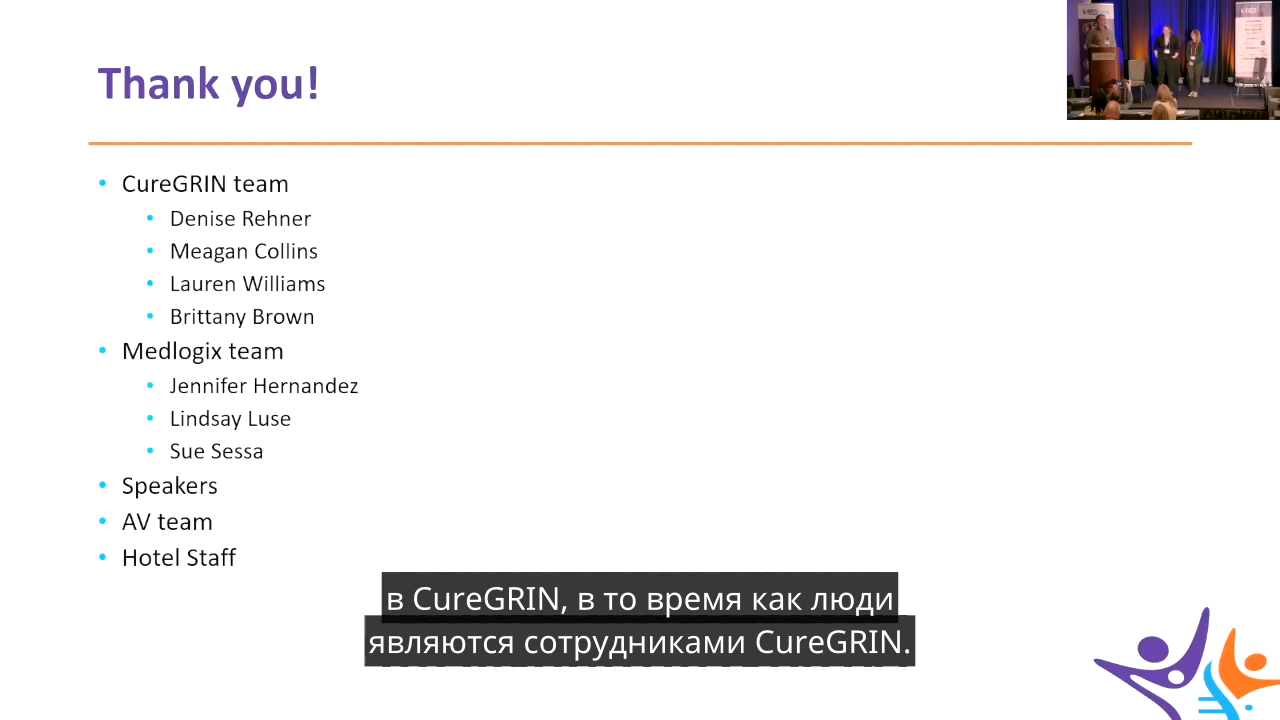 Thank you!
CureGRIN team
Denise Rehner
Meagan Collins
Lauren Williams
Brittany Brown
Medlogix team
Jennifer Hernandez
Lindsay Luse
Sue Sessa
Speakers
AV team
Hotel Staff
в CureGRIN, в то время как люди
являются сотрудниками CureGRIN.